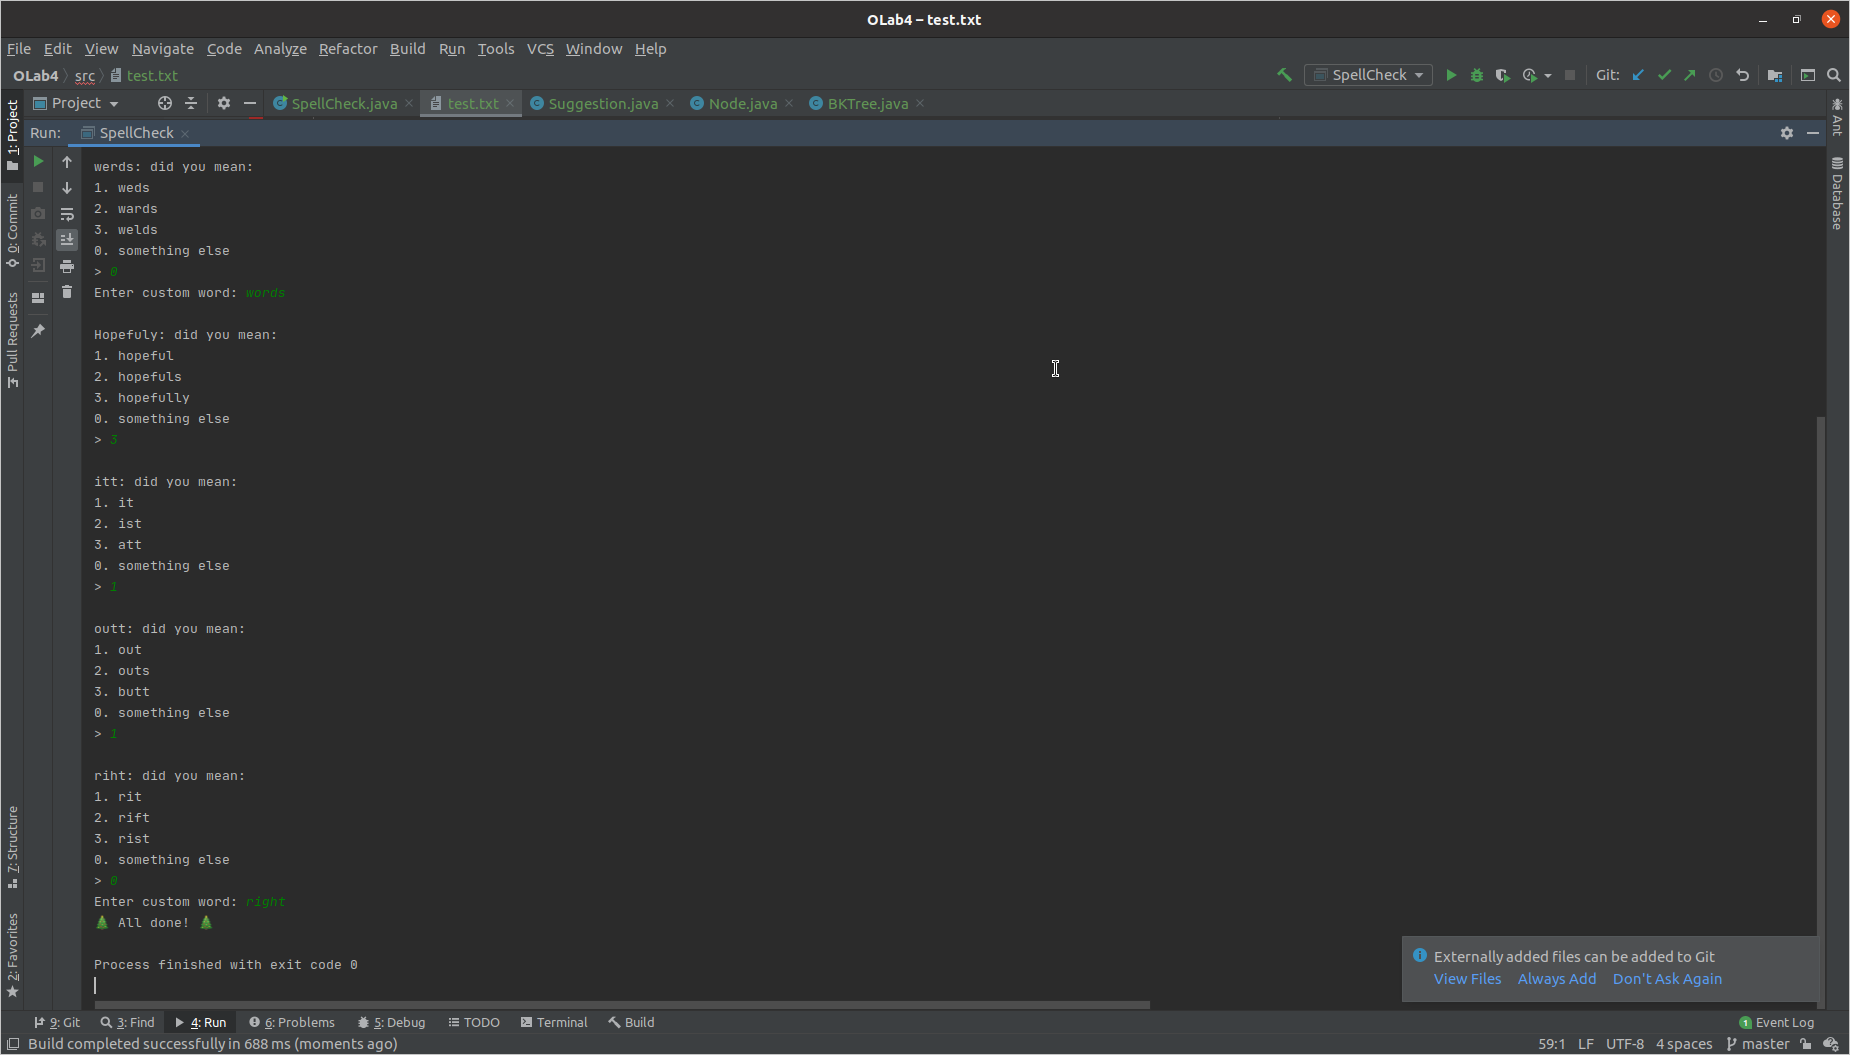 OLab4 – test.txt
File Edit View Navigate Code Analyze Refactor Build Run Tools VCS Window Help
OLab4 src test.txt SpellCheck Git:
Project SpellCheck.java test.txt Suggestion.java Node.java BKTree.java
Run: SpellCheck
1: Project
0: Commit
Pull Requests
7: Structure
2: Favorites
Ant
Database
werds: did you mean:
1. weds
2. wards
3. welds
0. something else
> 0
Enter custom word: words
Hopefuly: did you mean:
1. hopeful
2. hopefuls
3. hopefully
0. something else
> 3
itt: did you mean:
1. it
2. ist
3. att
0. something else
> 1
outt: did you mean:
1. out
2. outs
3. butt
0. something else
> 1
riht: did you mean:
1. rit
2. rift
3. rist
0. something else
> 0
Enter custom word: right
🌲 All done! 🌲
Process finished with exit code 0
Externally added files can be added to Git
View Files Always Add Don't Ask Again
9: Git 3: Find 4: Run 6: Problems 5: Debug TODO Terminal Build 1 Event Log
Build completed successfully in 688 ms (moments ago) 59:1 LF UTF-8 4 spaces master